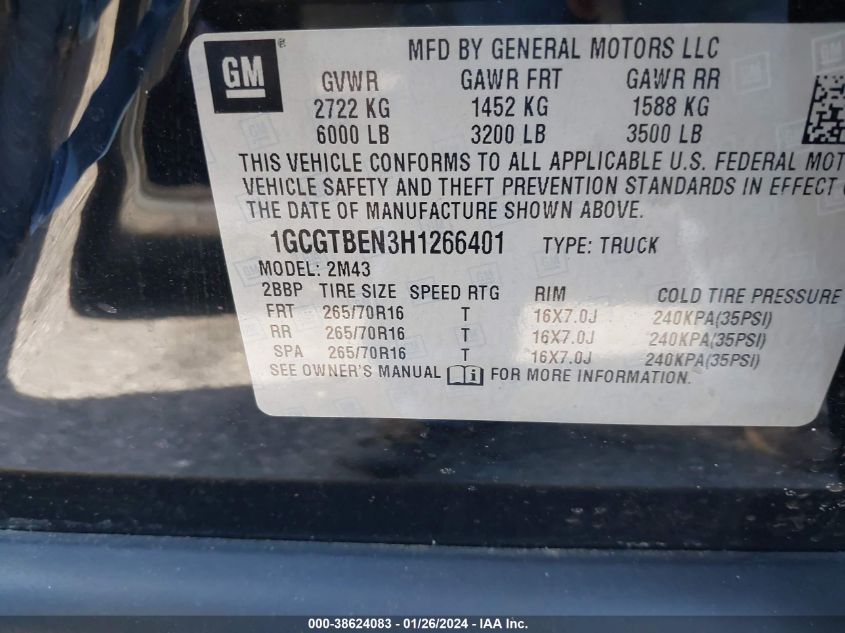 GM ®
MFD BY GENERAL MOTORS LLC
GVWR GAWR FRT GAWR RR
2722 KG 1452 KG 1588 KG
6000 LB 3200 LB 3500 LB
THIS VEHICLE CONFORMS TO ALL APPLICABLE U.S. FEDERAL MOT
VEHICLE SAFETY AND THEFT PREVENTION STANDARDS IN EFFECT
THE DATE OF MANUFACTURE SHOWN ABOVE.
1GCGTBEN3H1266401 TYPE: TRUCK
MODEL: 2M43
2BBP TIRE SIZE SPEED RTG RIM COLD TIRE PRESSURE
FRT 265/70R16 T 16X7.0J 240KPA(35PSI)
RR 265/70R16 T 16X7.0J 240KPA(35PSI)
SPA 265/70R16 T 16X7.0J 240KPA(35PSI)
SEE OWNER'S MANUAL FOR MORE INFORMATION.
000-38624083 - 01/26/2024 - IAA Inc.